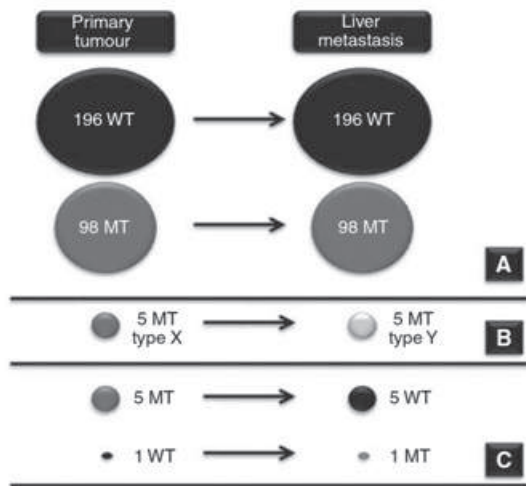 Primary
tumour
Liver
metastasis
196 WT
196 WT
98 MT
98 MT
A
5 MT
type X
5 MT
type Y
B
5 MT
5 WT
1 WT
1 MT
C